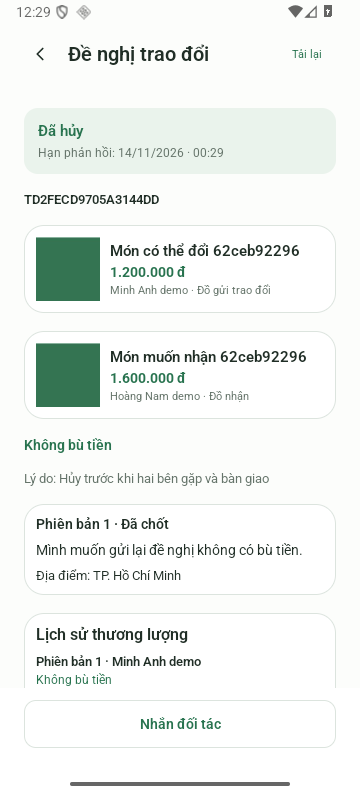 12:29
Đề nghị trao đổi
Tải lại
Đã hủy
Hạn phản hồi: 14/11/2026 · 00:29
TD2FECD9705A3144DD
Món có thể đổi 62ceb92296
1.200.000 đ
Minh Anh demo · Đồ gửi trao đổi
Món muốn nhận 62ceb92296
1.600.000 đ
Hoàng Nam demo · Đồ nhận
Không bù tiền
Lý do: Hủy trước khi hai bên gặp và bàn giao
Phiên bản 1 · Đã chốt
Mình muốn gửi lại đề nghị không có bù tiền.
Địa điểm: TP. Hồ Chí Minh
Lịch sử thương lượng
Phiên bản 1 · Minh Anh demo
Không bù tiền
Nhắn đối tác